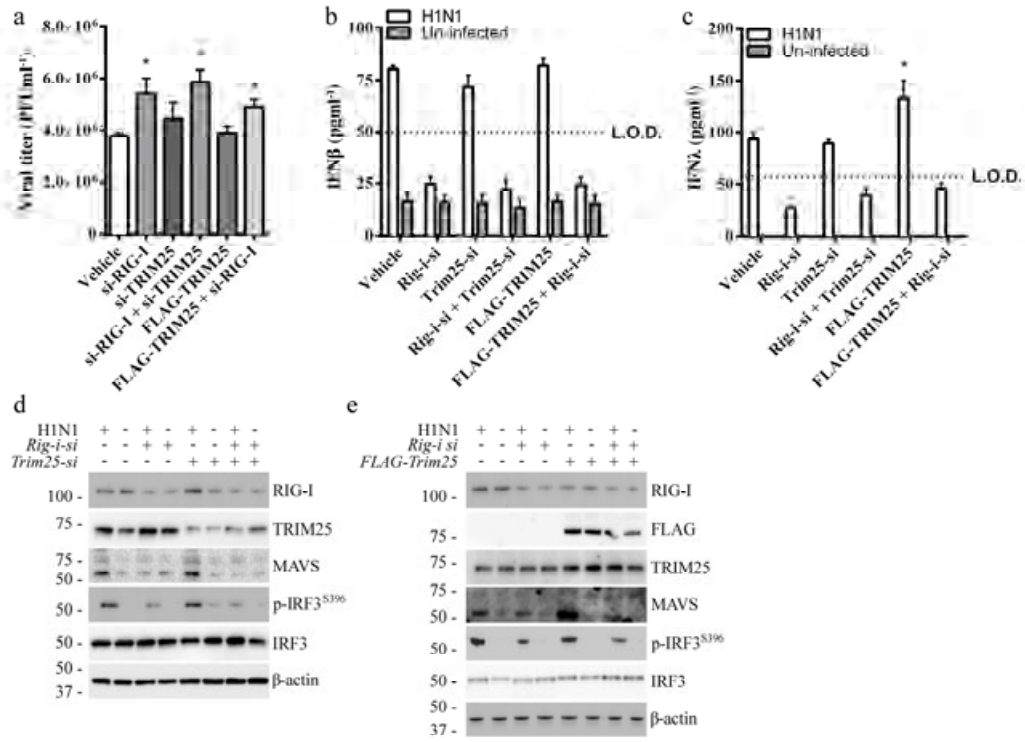 a
Viral titer (PFU.ml-1)
8.0×10⁶
6.0×10⁶
4.0×10⁶
2.0×10⁶
0
*
*
*
Vehicle
si-RIG-I
si-TRIM25
si-RIG-I + si-TRIM25
FLAG-TRIM25
FLAG-TRIM25 + si-RIG-I
b
H1N1
Un-infected
IFNβ (pgml⁻¹)
100
75
50
25
0
L.O.D.
Vehicle
Rig-i-si
Trim25-si
Rig-i-si + Trim25-si
FLAG-TRIM25
FLAG-TRIM25 + Rig-i-si
c
H1N1
Un-infected
IFNλ (pgml⁻¹)
200
150
100
50
0
*
L.O.D.
Vehicle
Rig-i-si
Trim25-si
Rig-i-si + Trim25-si
FLAG-TRIM25
FLAG-TRIM25 + Rig-i-si
d
H1N1 + - + - + - + -
Rig-i-si - - + + - - + +
Trim25-si - - - - + + + +
100 - RIG-I
75 - TRIM25
75 -
50 - MAVS
50 - p-IRF3S396
50 - IRF3
50 -
37 - β-actin
e
H1N1 + - + - + - + -
Rig-i si - - + + - - + +
FLAG-Trim25 - - - - + + + +
100 - RIG-I
75 - FLAG
75 - TRIM25
75 -
50 - MAVS
50 - p-IRF3S396
50 - IRF3
50 -
37 - β-actin